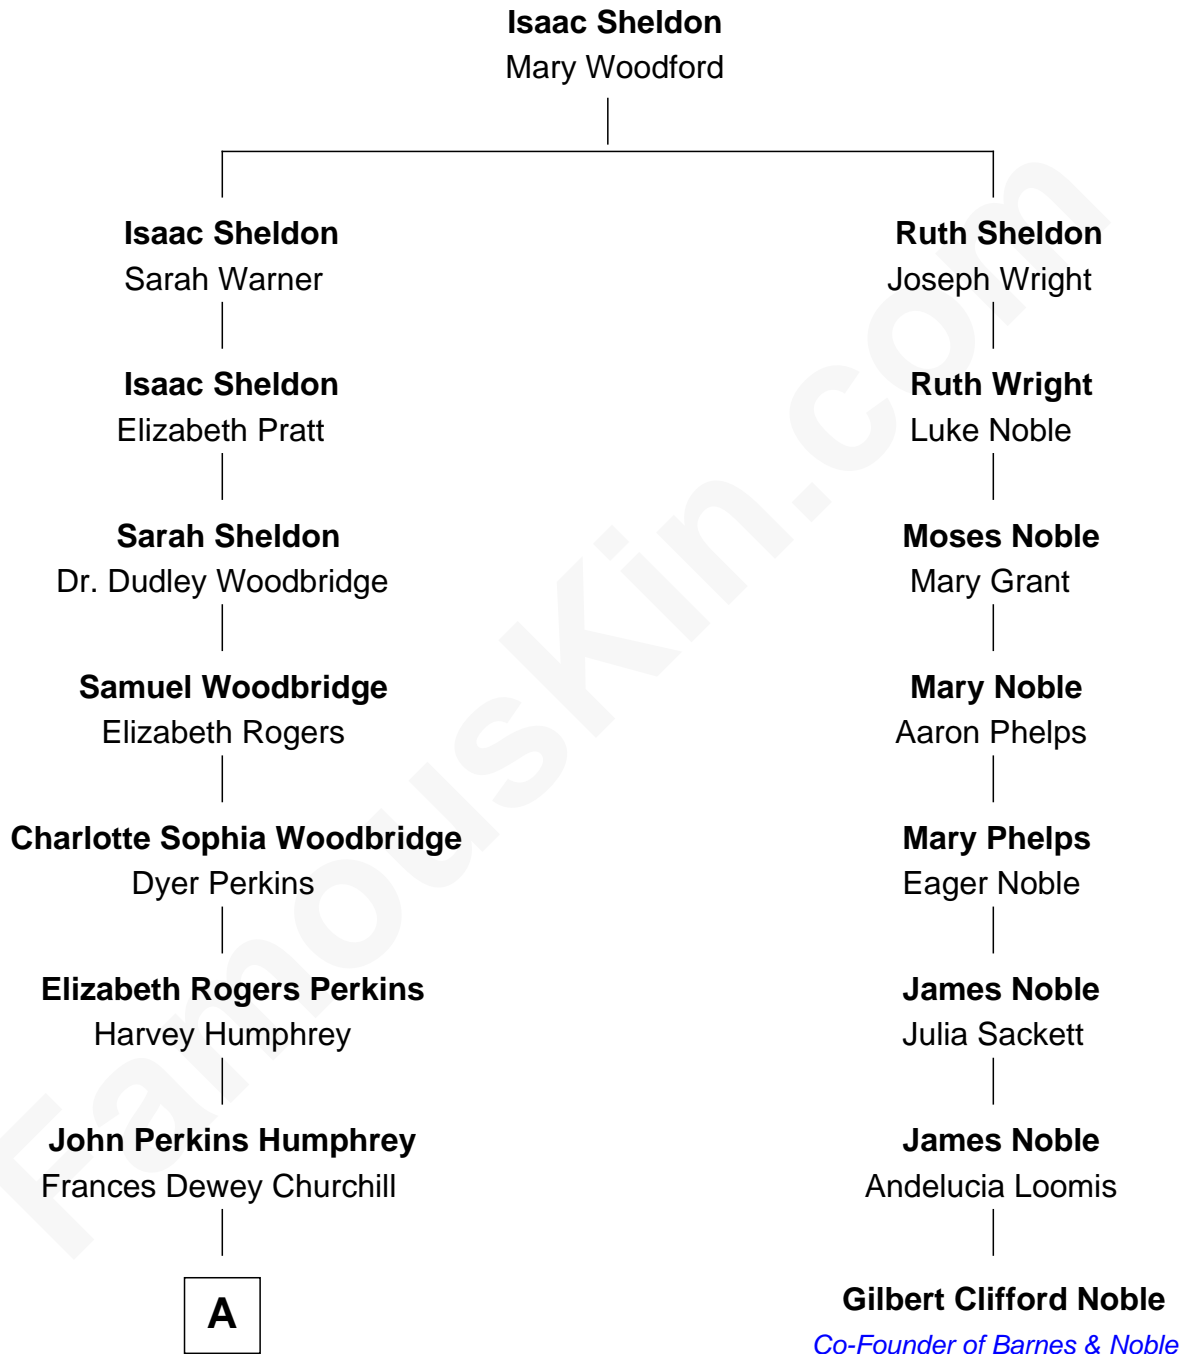 Isaac Sheldon
Mary Woodford
Isaac Sheldon
Sarah Warner
Ruth Sheldon
Joseph Wright
Isaac Sheldon
Elizabeth Pratt
Ruth Wright
Luke Noble
Sarah Sheldon
Dr. Dudley Woodbridge
Moses Noble
Mary Grant
Samuel Woodbridge
Elizabeth Rogers
Mary Noble
Aaron Phelps
Charlotte Sophia Woodbridge
Dyer Perkins
Mary Phelps
Eager Noble
Elizabeth Rogers Perkins
Harvey Humphrey
James Noble
Julia Sackett
John Perkins Humphrey
Frances Dewey Churchill
James Noble
Andelucia Loomis
A
Gilbert Clifford Noble
Co-Founder of Barnes & Noble
FamousKin.com